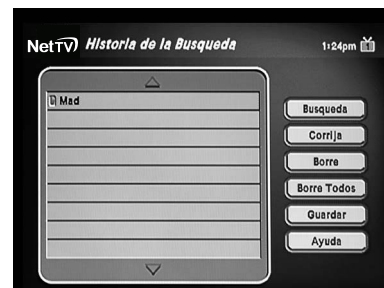 NetTV Historia de la Busqueda 1:24pm
Mad
Busqueda
Corrija
Borre
Borre Todos
Guardar
Ayuda